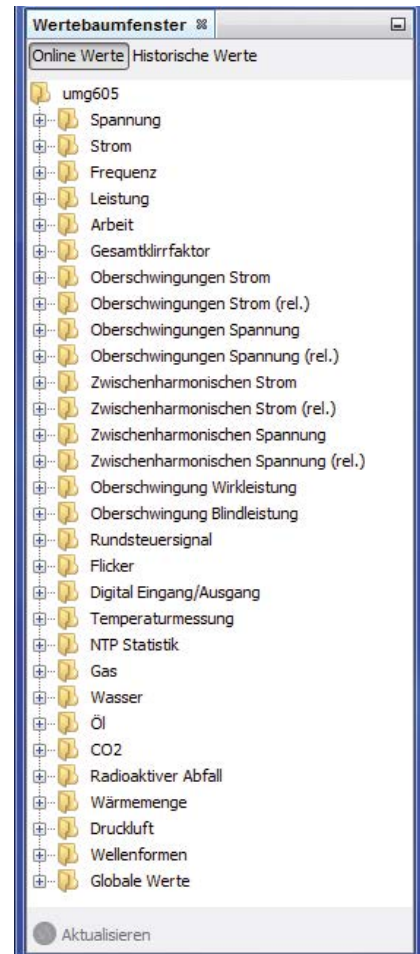 Wertebaumfenster
Online Werte Historische Werte
umg605
Spannung
Strom
Frequenz
Leistung
Arbeit
Gesamtklirrfaktor
Oberschwingungen Strom
Oberschwingungen Strom (rel.)
Oberschwingungen Spannung
Oberschwingungen Spannung (rel.)
Zwischenharmonischen Strom
Zwischenharmonischen Strom (rel.)
Zwischenharmonischen Spannung
Zwischenharmonischen Spannung (rel.)
Oberschwingung Wirkleistung
Oberschwingung Blindleistung
Rundsteuersignal
Flicker
Digital Eingang/Ausgang
Temperaturmessung
NTP Statistik
Gas
Wasser
Öl
CO2
Radioaktiver Abfall
Wärmemenge
Druckluft
Wellenformen
Globale Werte
Aktualisieren